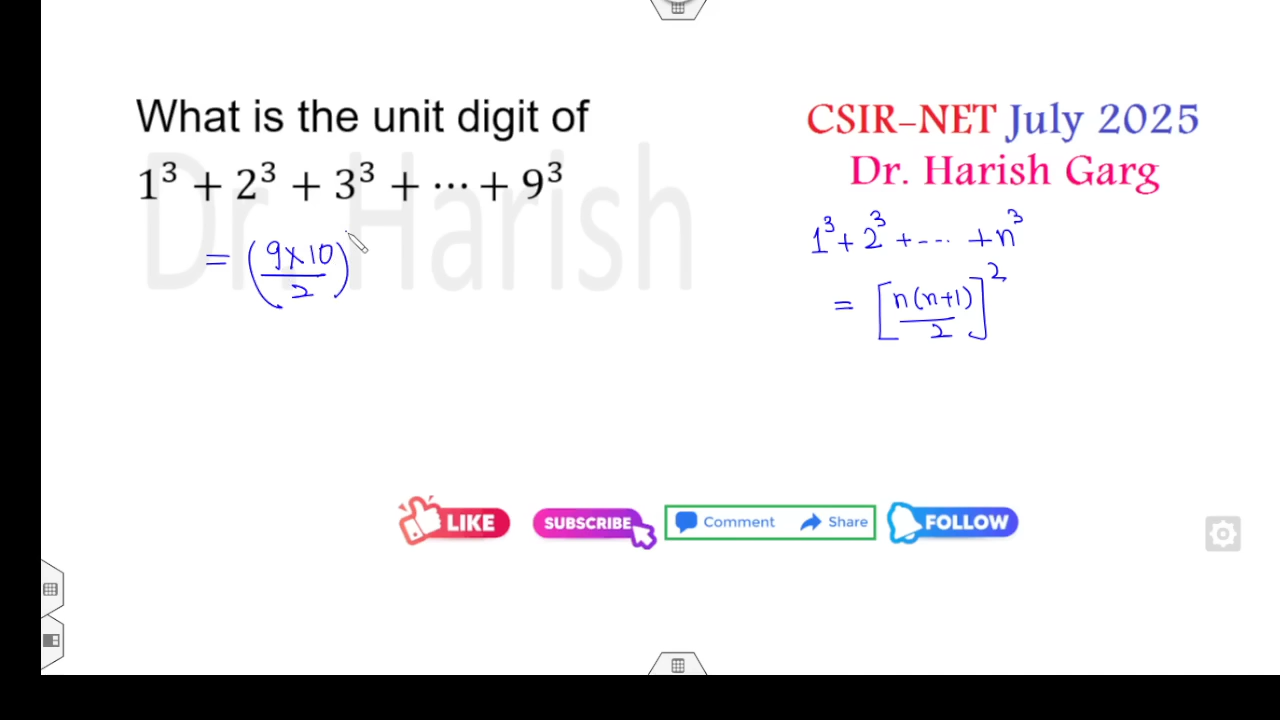 What is the unit digit of
1³ + 2³ + 3³ + ⋯ + 9³
= (9×10/2)
CSIR-NET July 2025
Dr. Harish Garg
1³ + 2³ + --- + n³
= [n(n+1)/2]²
Dr. Harish
LIKE
SUBSCRIBE
Comment
Share
FOLLOW